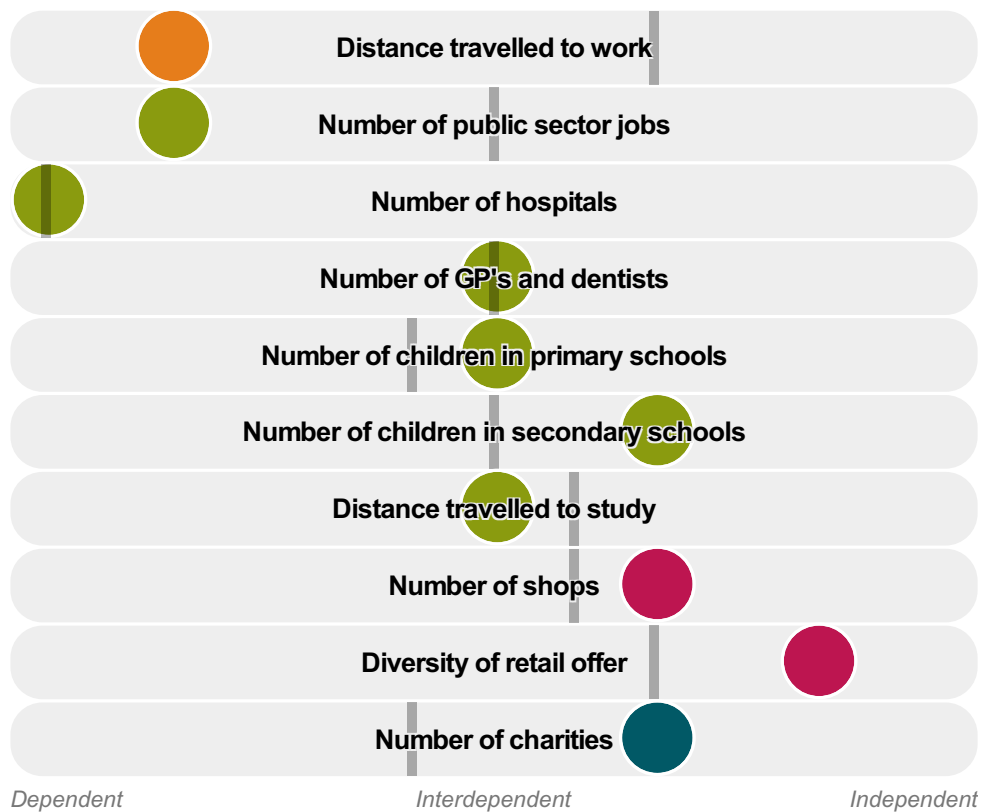 Distance travelled to work
Number of public sector jobs
Number of hospitals
Number of GP's and dentists
Number of children in primary schools
Number of children in secondary schools
Distance travelled to study
Number of shops
Diversity of retail offer
Number of charities
Dependent Interdependent Independent